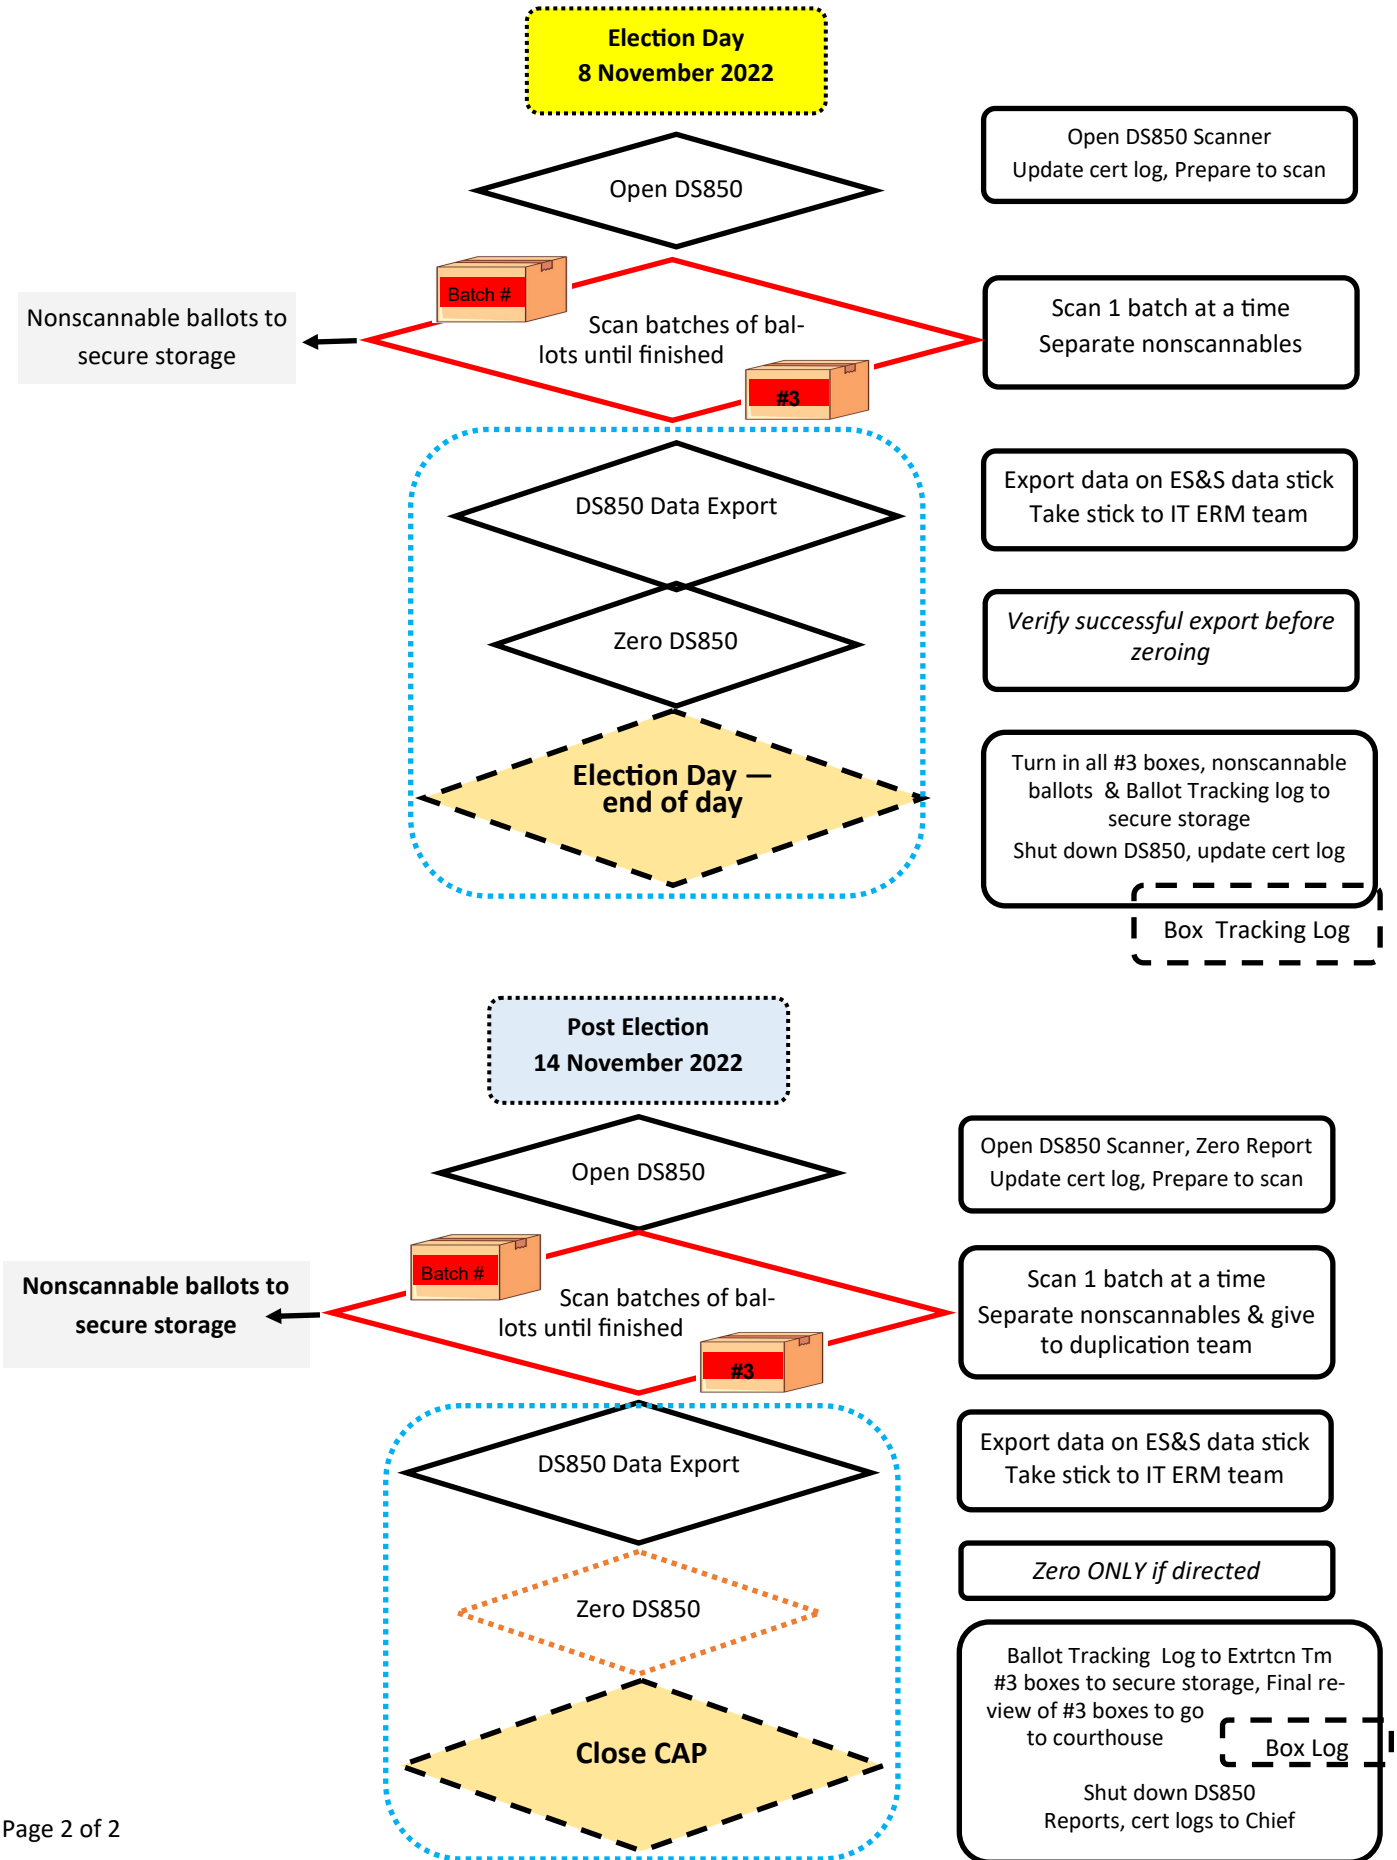 Election Day
8 November 2022
Open DS850
Open DS850 Scanner
Update cert log, Prepare to scan
Batch #
Nonscannable ballots to
secure storage
Scan batches of bal-
lots until finished
#3
Scan 1 batch at a time
Separate nonscannables
DS850 Data Export
Export data on ES&S data stick
Take stick to IT ERM team
Zero DS850
Verify successful export before
zeroing
Election Day —
end of day
Turn in all #3 boxes, nonscannable
ballots & Ballot Tracking log to
secure storage
Shut down DS850, update cert log
Box Tracking Log
Post Election
14 November 2022
Open DS850
Open DS850 Scanner, Zero Report
Update cert log, Prepare to scan
Batch #
Nonscannable ballots to
secure storage
Scan batches of bal-
lots until finished
#3
Scan 1 batch at a time
Separate nonscannables & give
to duplication team
DS850 Data Export
Export data on ES&S data stick
Take stick to IT ERM team
Zero DS850
Zero ONLY if directed
Close CAP
Ballot Tracking Log to Extrtcn Tm
#3 boxes to secure storage, Final re-
view of #3 boxes to go
to courthouse
Box Log
Shut down DS850
Reports, cert logs to Chief
Page 2 of 2